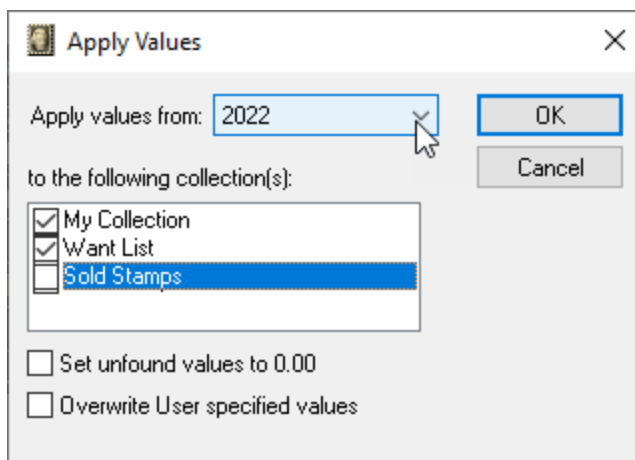 Apply Values
Apply values from: 2022
OK
Cancel
to the following collection(s):
My Collection
Want List
Sold Stamps
Set unfound values to 0.00
Overwrite User specified values